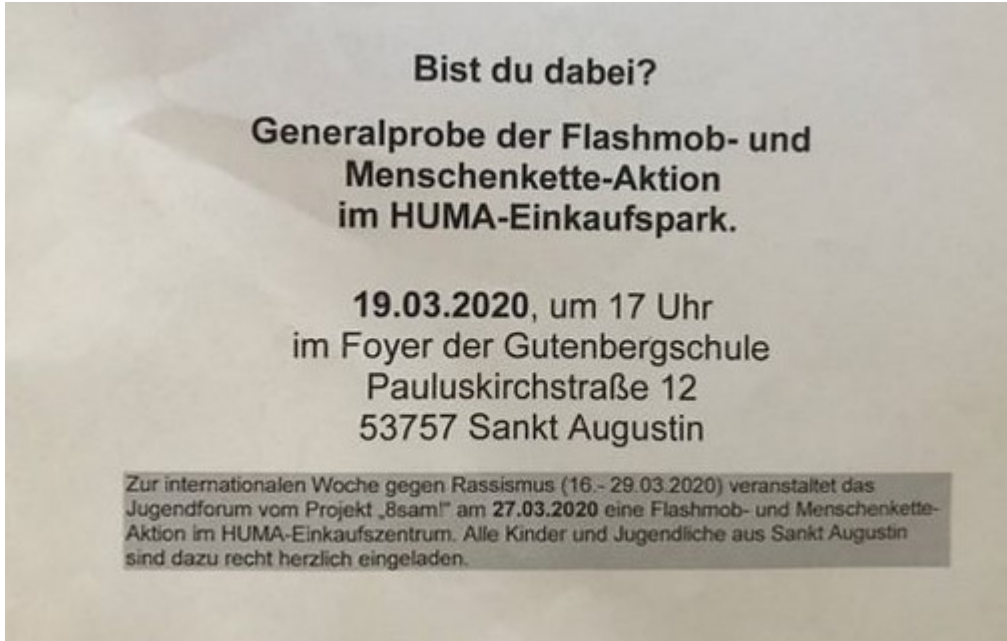 Bist du dabei?
Generalprobe der Flashmob- und
Menschenkette-Aktion
im HUMA-Einkaufspark.
19.03.2020, um 17 Uhr
im Foyer der Gutenbergschule
Pauluskirchstraße 12
53757 Sankt Augustin
Zur internationalen Woche gegen Rassismus (16.- 29.03.2020) veranstaltet das
Jugendforum vom Projekt „8sam!" am 27.03.2020 eine Flashmob- und Menschenkette-
Aktion im HUMA-Einkaufszentrum. Alle Kinder und Jugendliche aus Sankt Augustin
sind dazu recht herzlich eingeladen.